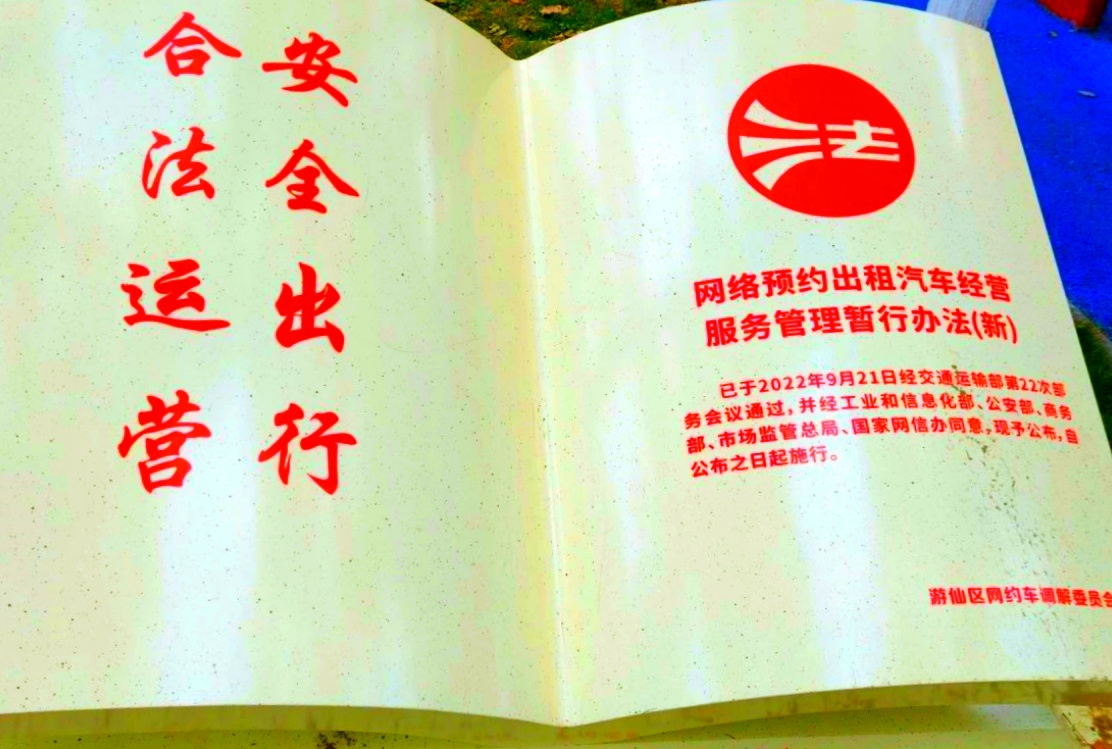 安全出行
合法运营
法
网络预约出租汽车经营
服务管理暂行办法(新)
已于2022年9月21日经交通运输部第22次部
务会议通过,并经工业和信息化部、公安部、商务
部、市场监管总局、国家网信办同意,现予公布,自
公布之日起施行。
游仙区网约车调解委员会